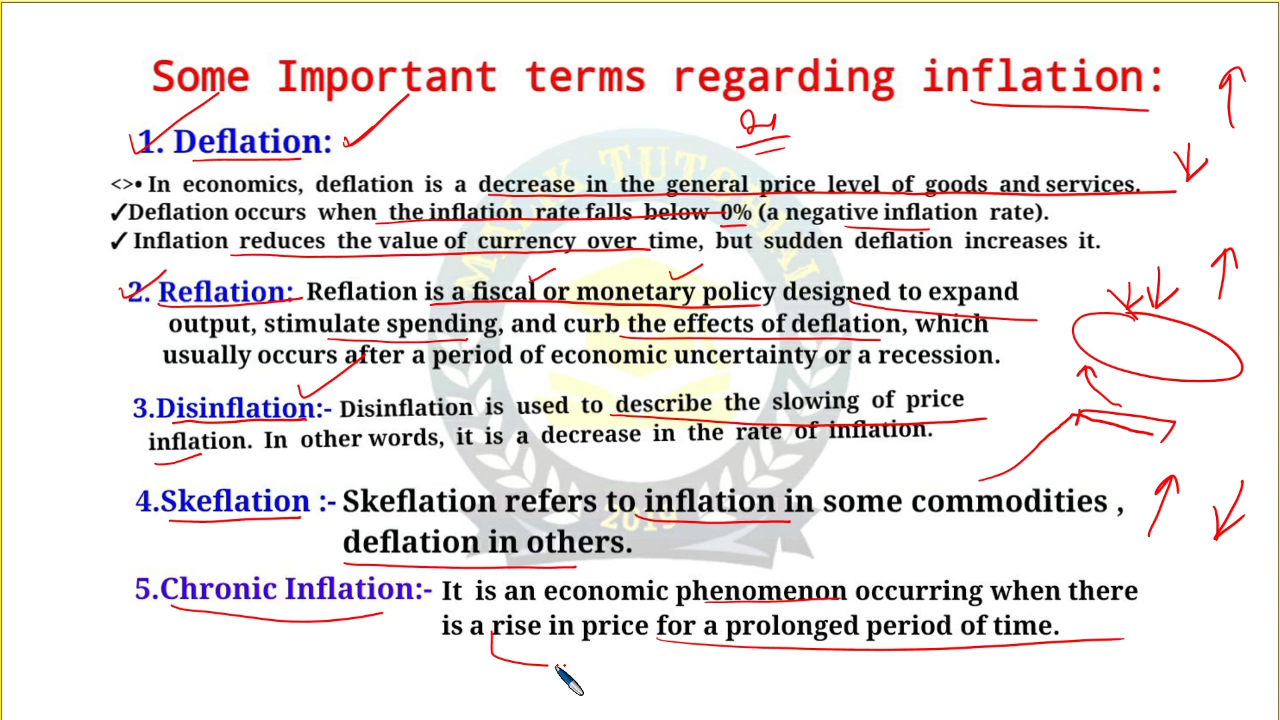 Some Important terms regarding inflation:
1. Deflation:
<>• In economics, deflation is a decrease in the general price level of goods and services.
✓Deflation occurs when the inflation rate falls below 0% (a negative inflation rate).
✓ Inflation reduces the value of currency over time, but sudden deflation increases it.
2. Reflation: Reflation is a fiscal or monetary policy designed to expand
output, stimulate spending, and curb the effects of deflation, which
usually occurs after a period of economic uncertainty or a recession.
3.Disinflation:- Disinflation is used to describe the slowing of price
inflation. In other words, it is a decrease in the rate of inflation.
4.Skeflation :- Skeflation refers to inflation in some commodities ,
deflation in others.
2019
5.Chronic Inflation:- It is an economic phenomenon occurring when there
is a rise in price for a prolonged period of time.